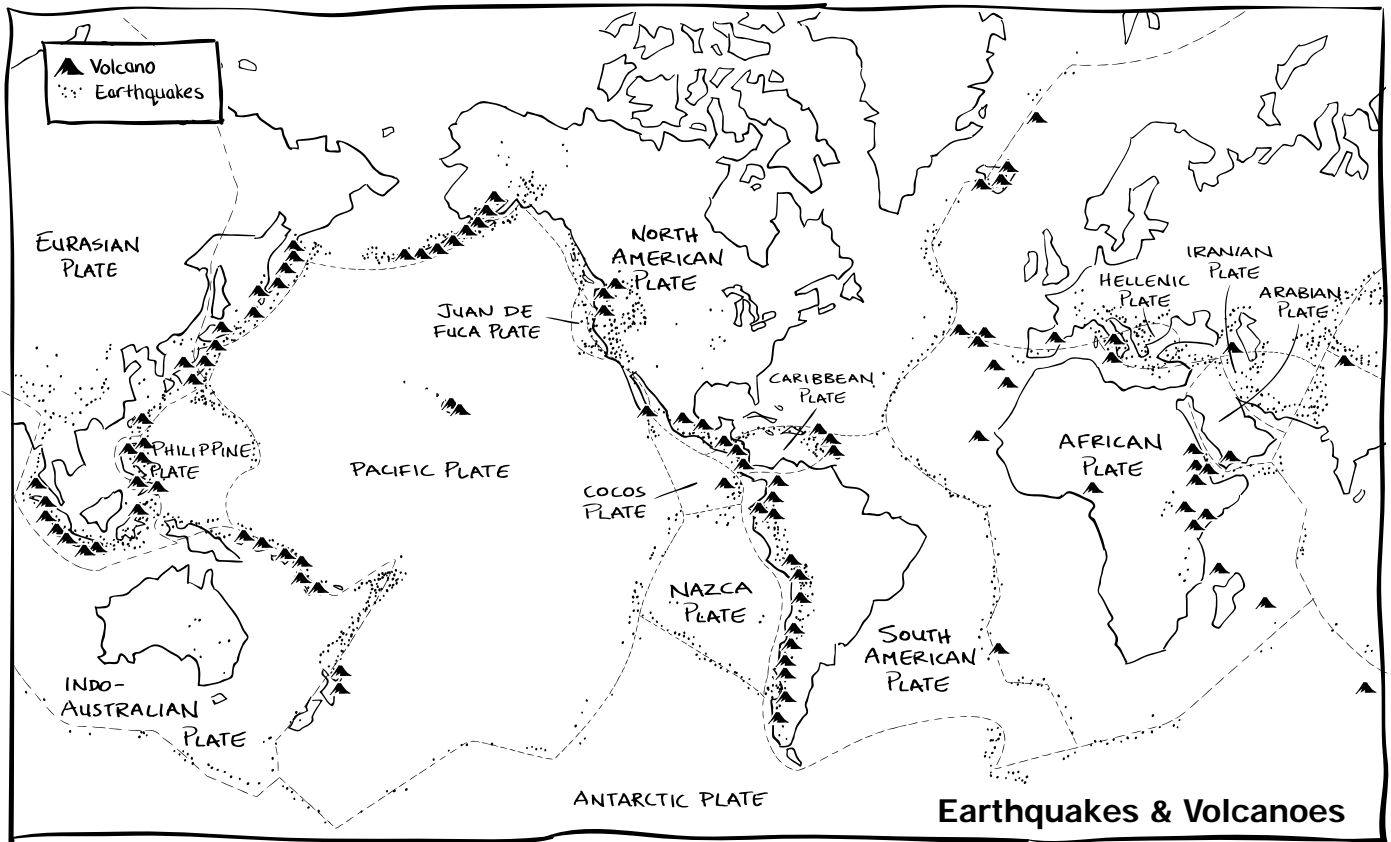 Volcano
Earthquakes
EURASIAN
PLATE
NORTH
AMERICAN
PLATE
JUAN DE
FUCA PLATE
IRANIAN
PLATE
HELLENIC
PLATE
ARABIAN
PLATE
CARIBBEAN
PLATE
PHILIPPINE
PLATE
PACIFIC PLATE
COCOS
PLATE
AFRICAN
PLATE
NAZCA
PLATE
SOUTH
AMERICAN
PLATE
INDO-
AUSTRALIAN
PLATE
ANTARCTIC PLATE
Earthquakes & Volcanoes